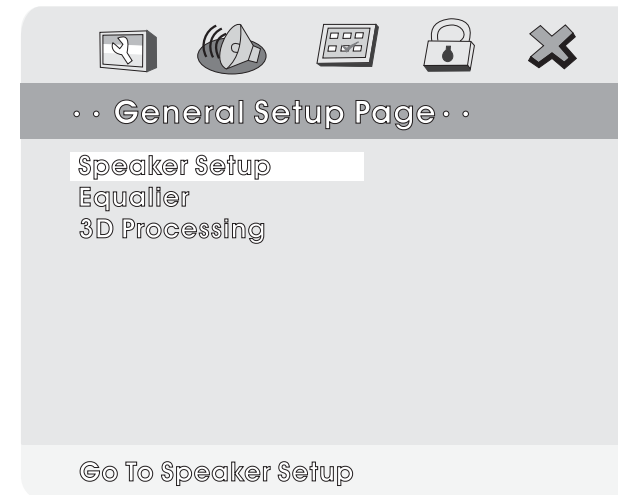 ·· General Setup Page ··
Speaker Setup
Equalier
3D Processing
Go To Speaker Setup